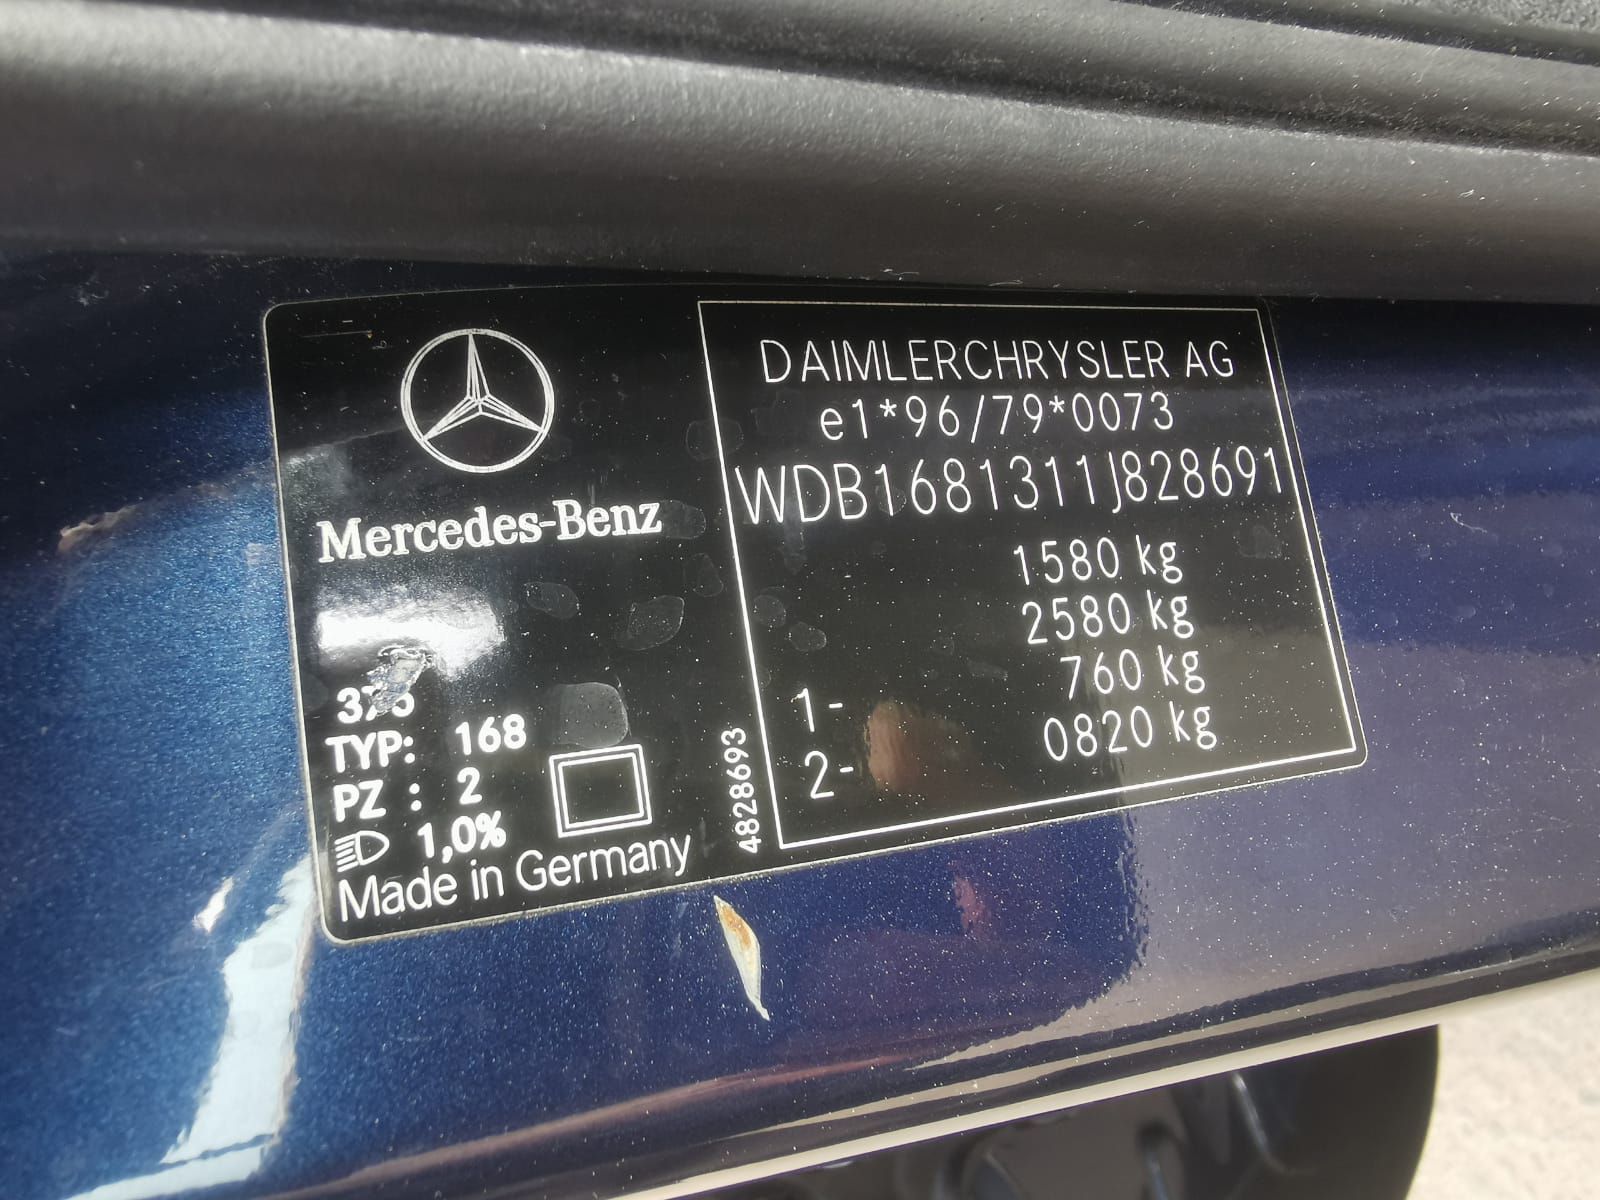 Mercedes-Benz
TYP: 168
PZ : 2
1,0%
Made in Germany
4828693
DAIMLERCHRYSLER AG
e1*96/79*0073
WDB1681311J828691
1580 kg
2580 kg
1- 760 kg
2- 0820 kg